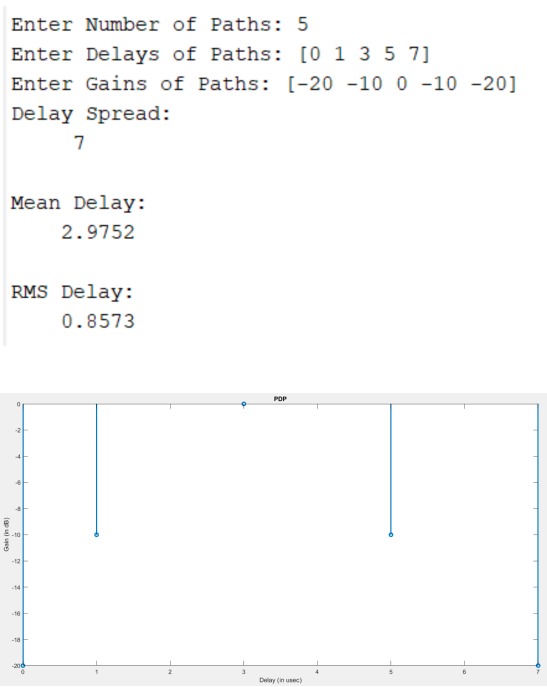 Enter Number of Paths: 5
Enter Delays of Paths: [0 1 3 5 7]
Enter Gains of Paths: [-20 -10 0 -10 -20]
Delay Spread:
7
Mean Delay:
2.9752
RMS Delay:
0.8573
PDP
0
-2
-4
-6
-8
-10
-12
-14
-16
-18
-20
Gain (in dB)
0 1 2 3 4 5 6 7
Delay (in usec)